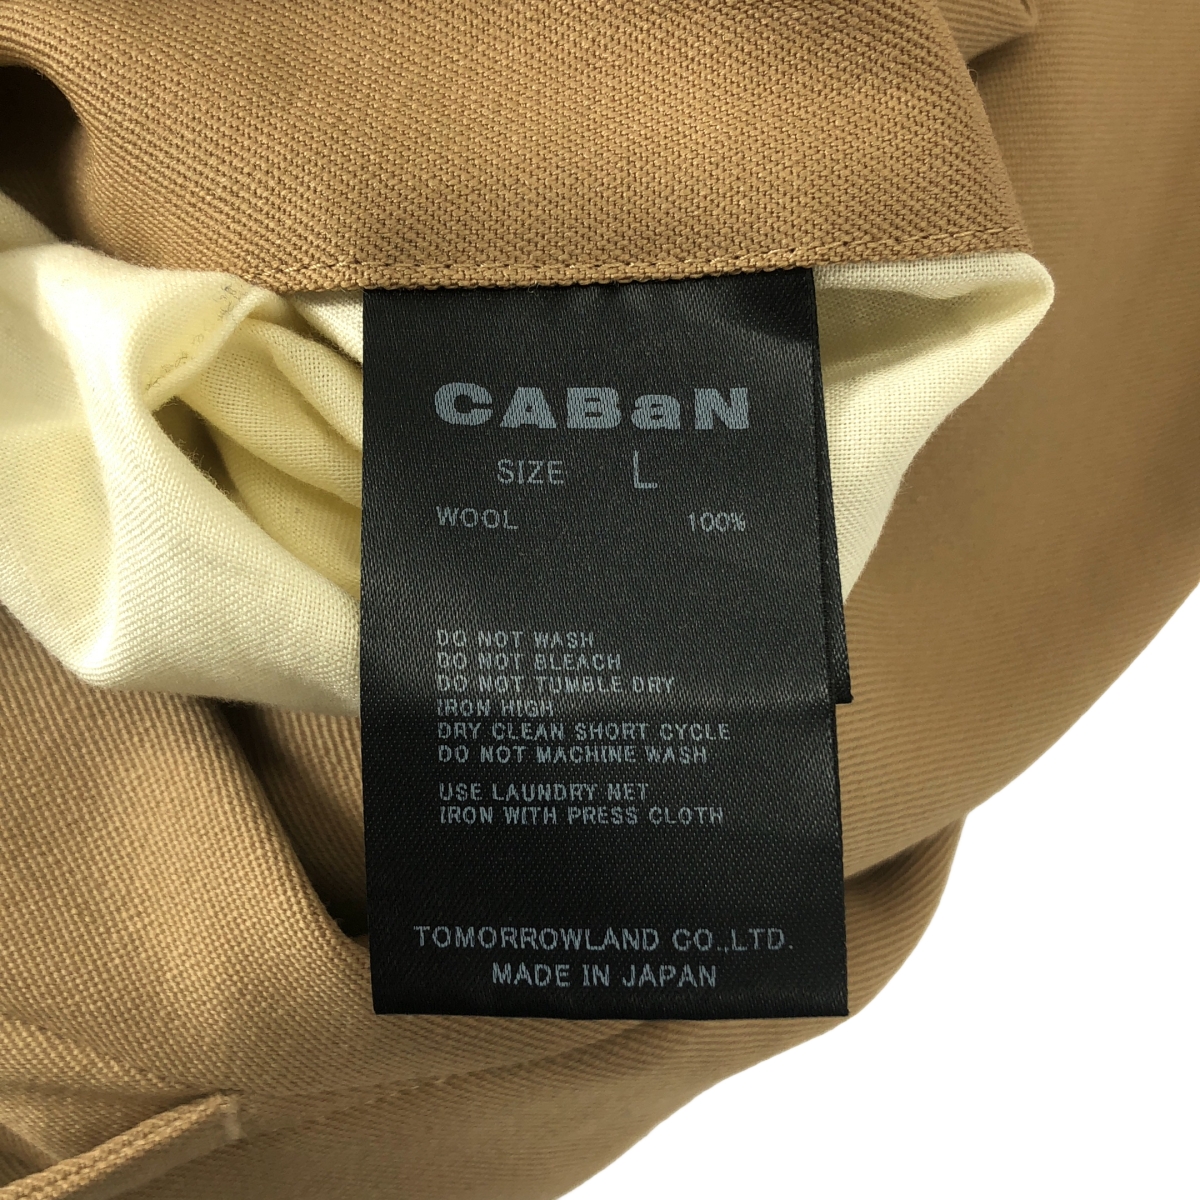 CABaN
SIZE L
WOOL 100%
DO NOT WASH
DO NOT BLEACH
DO NOT TUMBLE DRY
IRON HIGH
DRY CLEAN SHORT CYCLE
DO NOT MACHINE WASH
USE LAUNDRY NET
IRON WITH PRESS CLOTH
TOMORROWLAND CO.,LTD.
MADE IN JAPAN